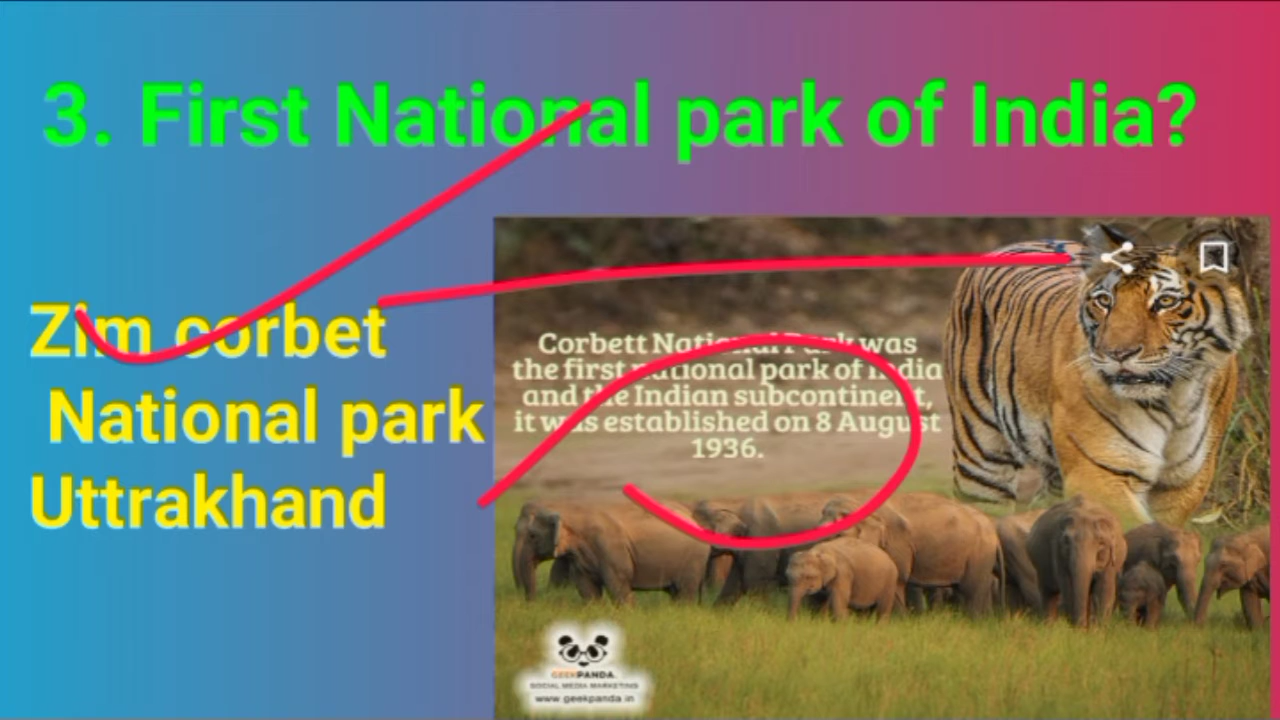 3. First National park of India?
Zim corbet
National park
Uttrakhand
Corbett National Park was
the first national park of India
and the Indian subcontinent,
it was established on 8 August
1936.
GEEKPANDA.
SOCIAL MEDIA MARKETING
www.geekpanda.in